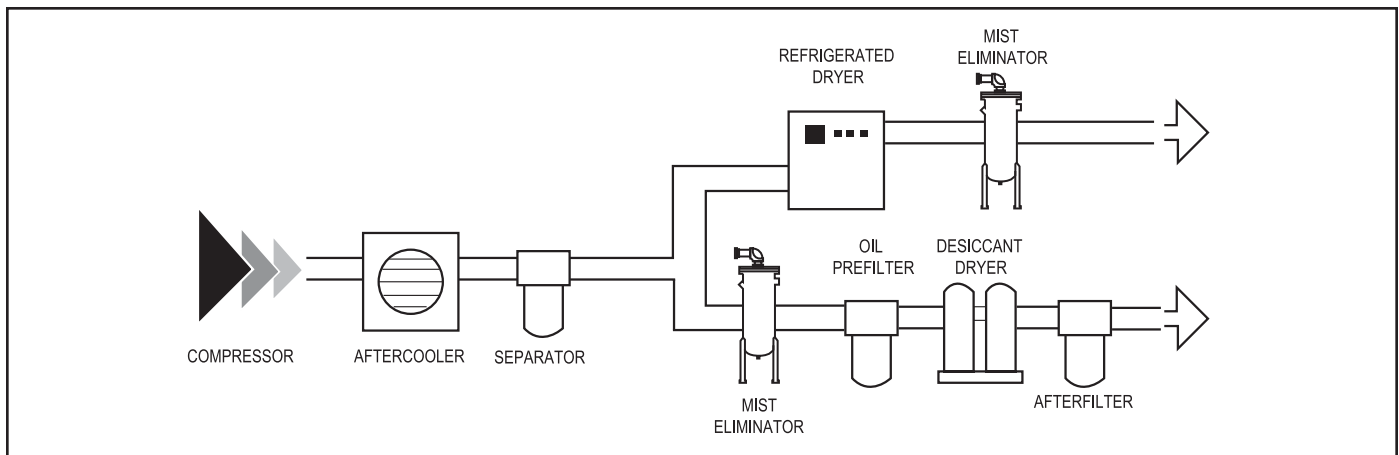 MIST
ELIMINATOR
REFRIGERATED
DRYER
OIL
PREFILTER
DESICCANT
DRYER
COMPRESSOR
AFTERCOOLER
SEPARATOR
MIST
ELIMINATOR
AFTERFILTER